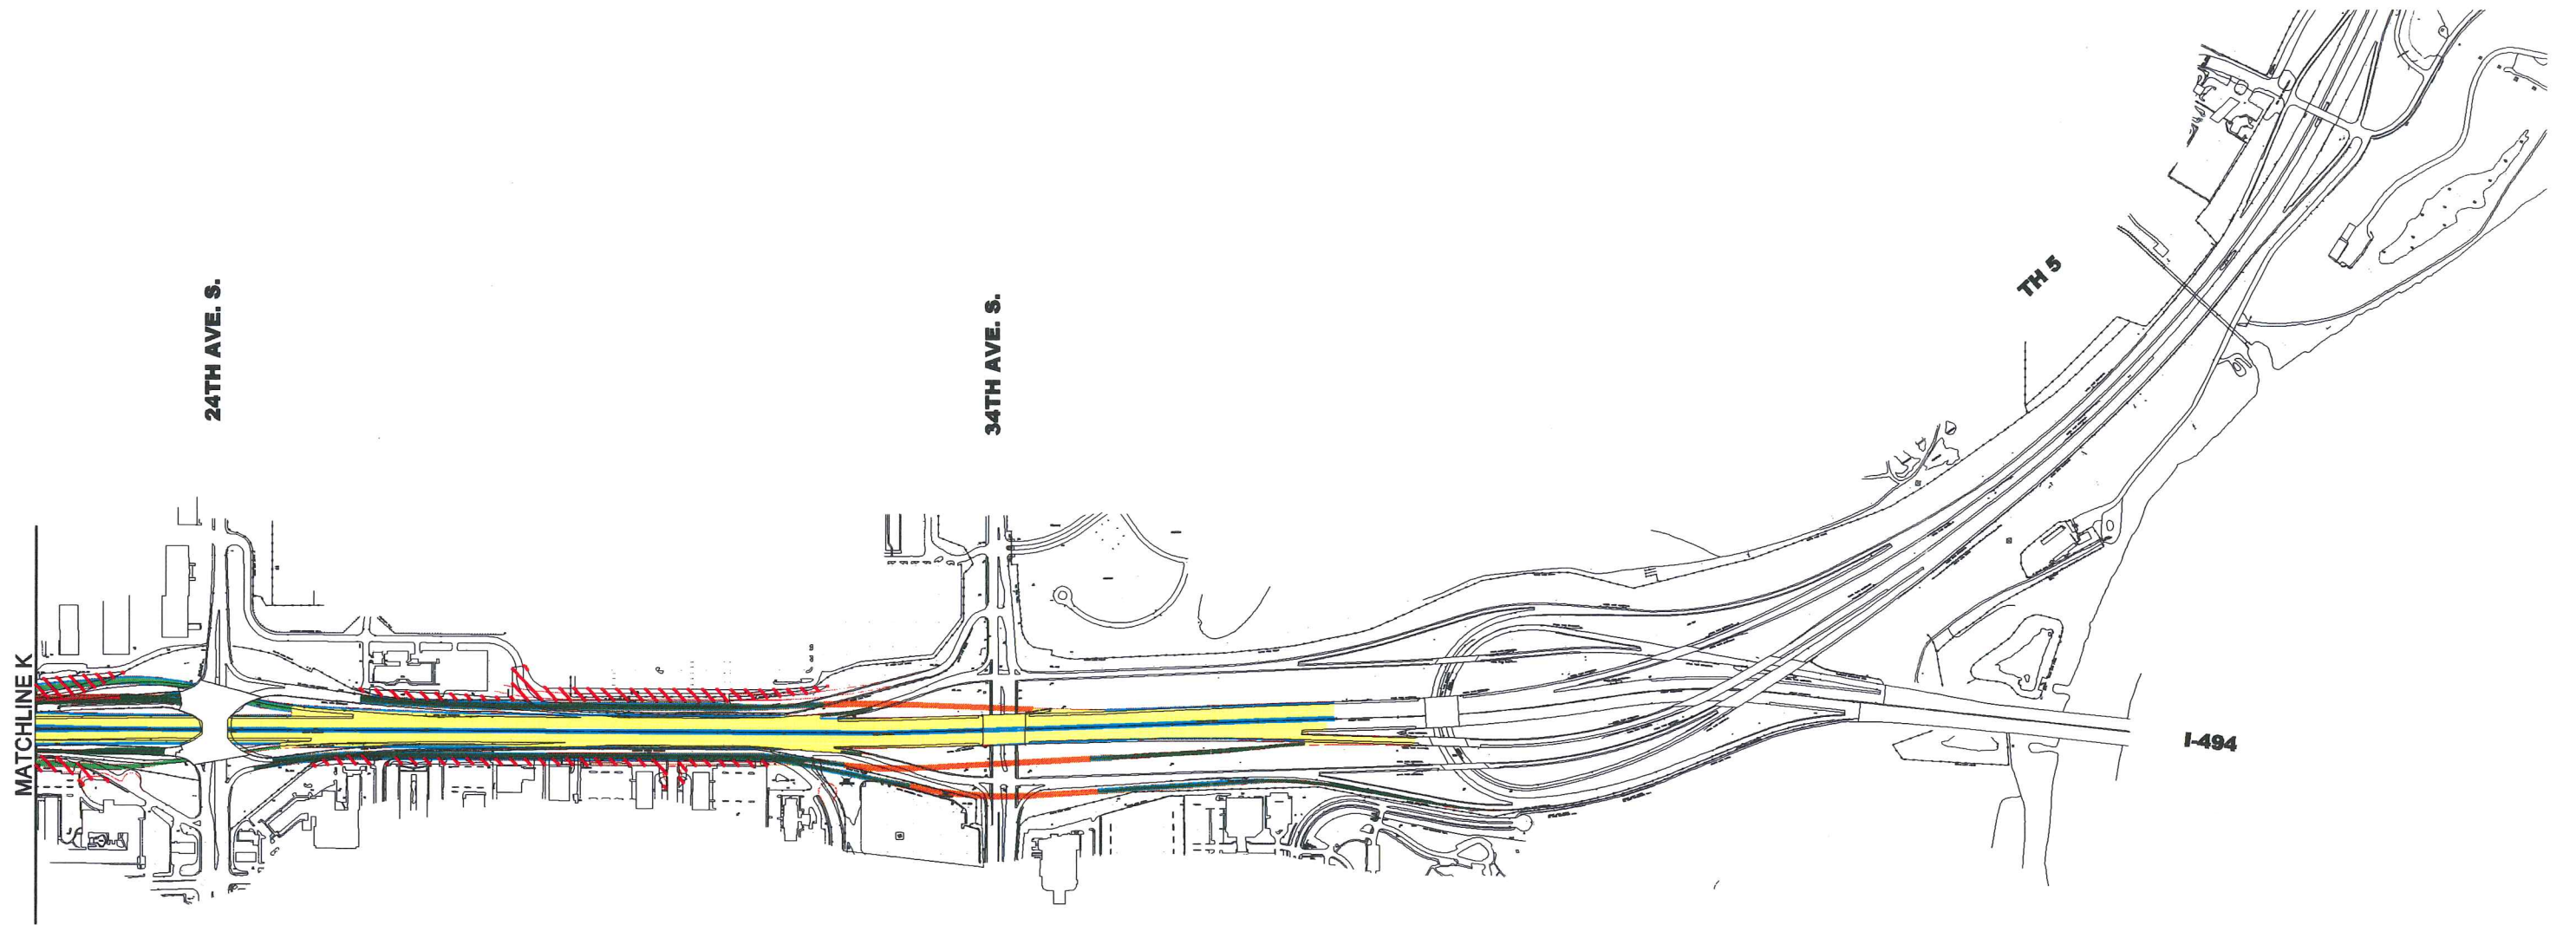 TH 5
24TH AVE. S.
34TH AVE. S.
MATCHLINE K
I-494